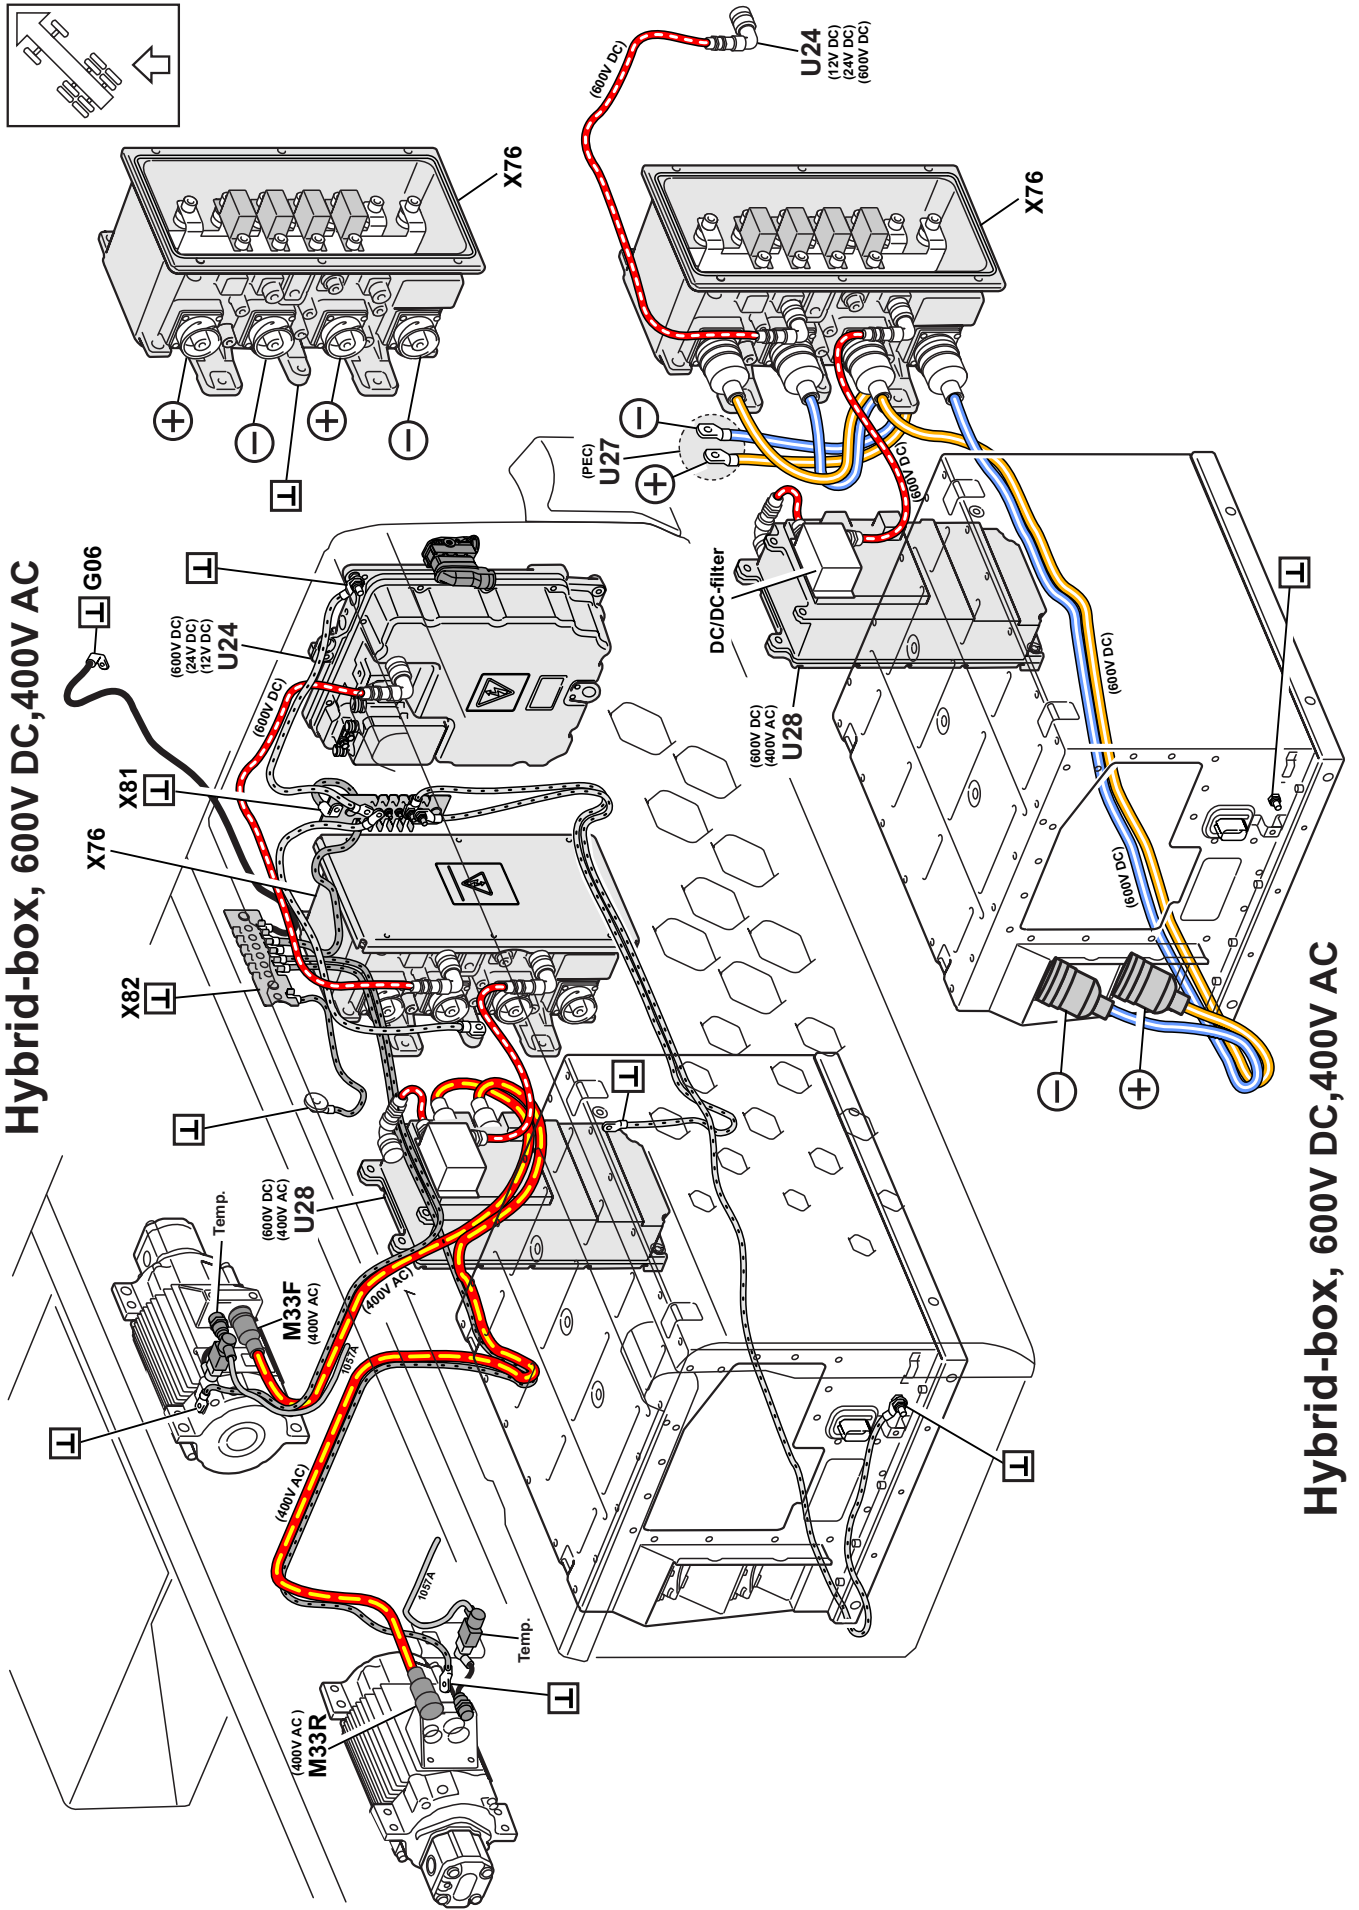 Hybrid-box, 600V DC,400V AC
X76
+
−
+
−
T
T G06
T
(600V DC)
(24V DC)
(12V DC)
U24
(600V DC)
X81
T
X76
X82
T
T
T
(600V DC)
(400V AC)
U28
Temp.
M33F
(400V AC)
(400V AC)
1057A
T
(400V AC)
1057A
Temp.
T
(400V AC )
M33R
T
U24
(12V DC)
(24V DC)
(600V DC)
(600V DC)
X76
(PEC)
U27
−
+
(600V DC)
DC/DC-filter
(600V DC)
(400V AC)
U28
T
(600V DC)
(600V DC)
−
+
Hybrid-box, 600V DC,400V AC